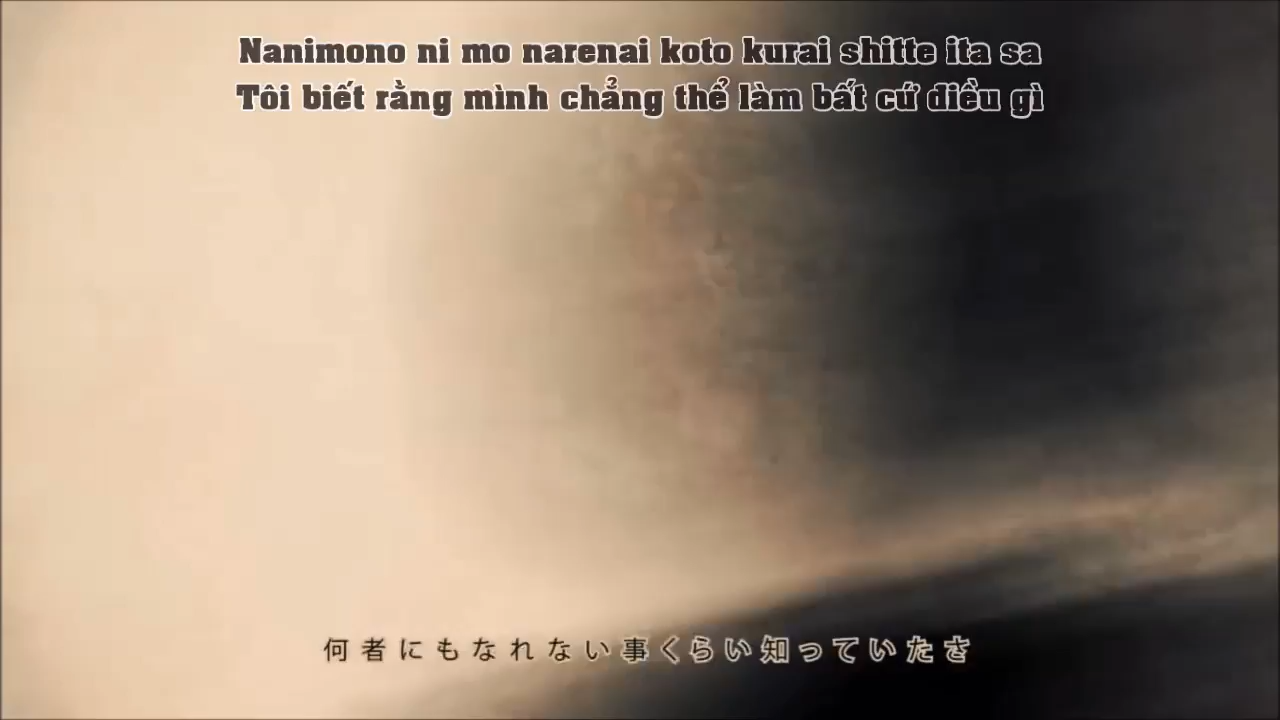 Nanimono ni mo narenai koto kurai shitte ita sa
Tôi biết rằng mình chẳng thể làm bất cứ điều gì
何者にもなれない事くらい知っていたさ